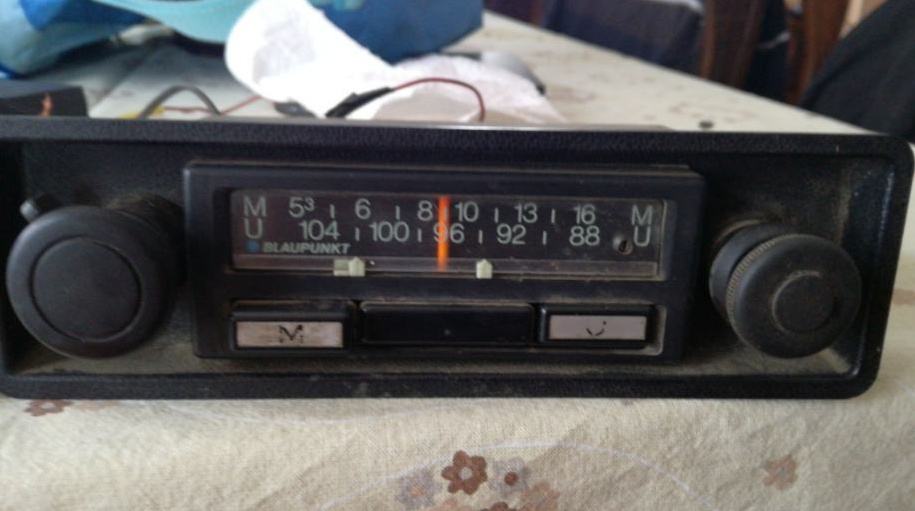 M 5³ ı 6 ı 8 10 ı 13 ı 16 M
U 104 ı 100 ı 96 ı 92 ı 88 U
BLAUPUNKT
M U